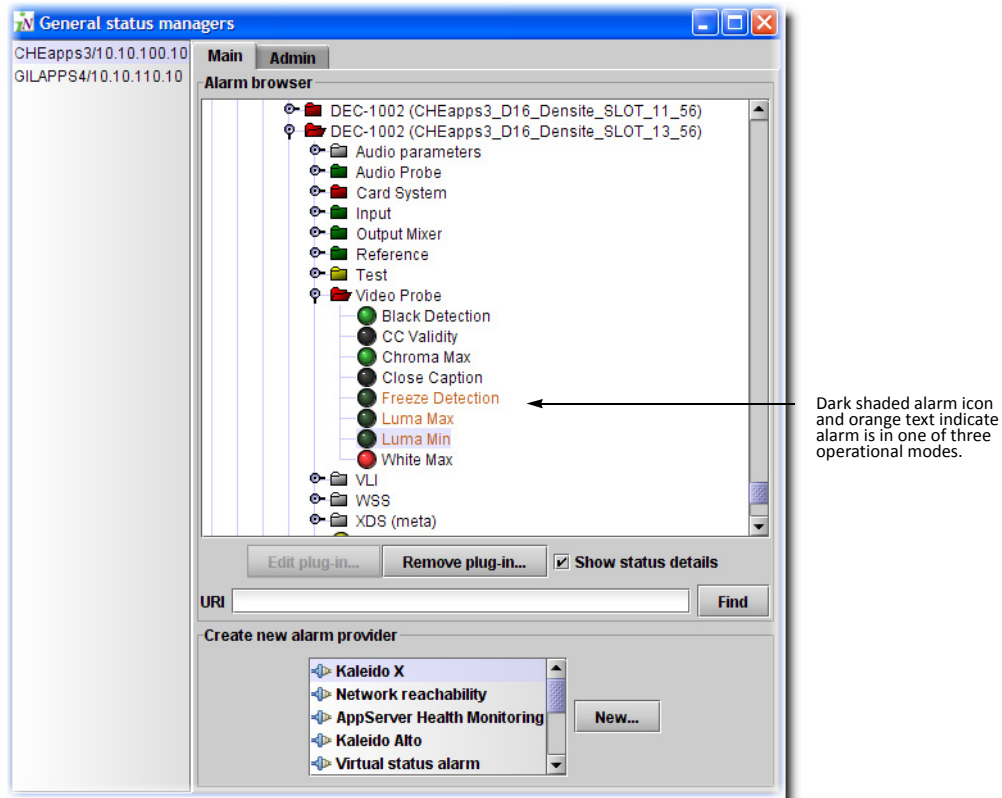 General status managers
CHEapps3/10.10.100.10
GILAPPS4/10.10.110.10
Main Admin
Alarm browser
DEC-1002 (CHEapps3_D16_Densite_SLOT_11_56)
DEC-1002 (CHEapps3_D16_Densite_SLOT_13_56)
Audio parameters
Audio Probe
Card System
Input
Output Mixer
Reference
Test
Video Probe
Black Detection
CC Validity
Chroma Max
Close Caption
Freeze Detection
Luma Max
Luma Min
White Max
VLI
WSS
XDS (meta)
Edit plug-in... Remove plug-in... Show status details
URI Find
Create new alarm provider
Kaleido X
Network reachability
AppServer Health Monitoring
Kaleido Alto
Virtual status alarm
New...
Dark shaded alarm icon
and orange text indicate
alarm is in one of three
operational modes.